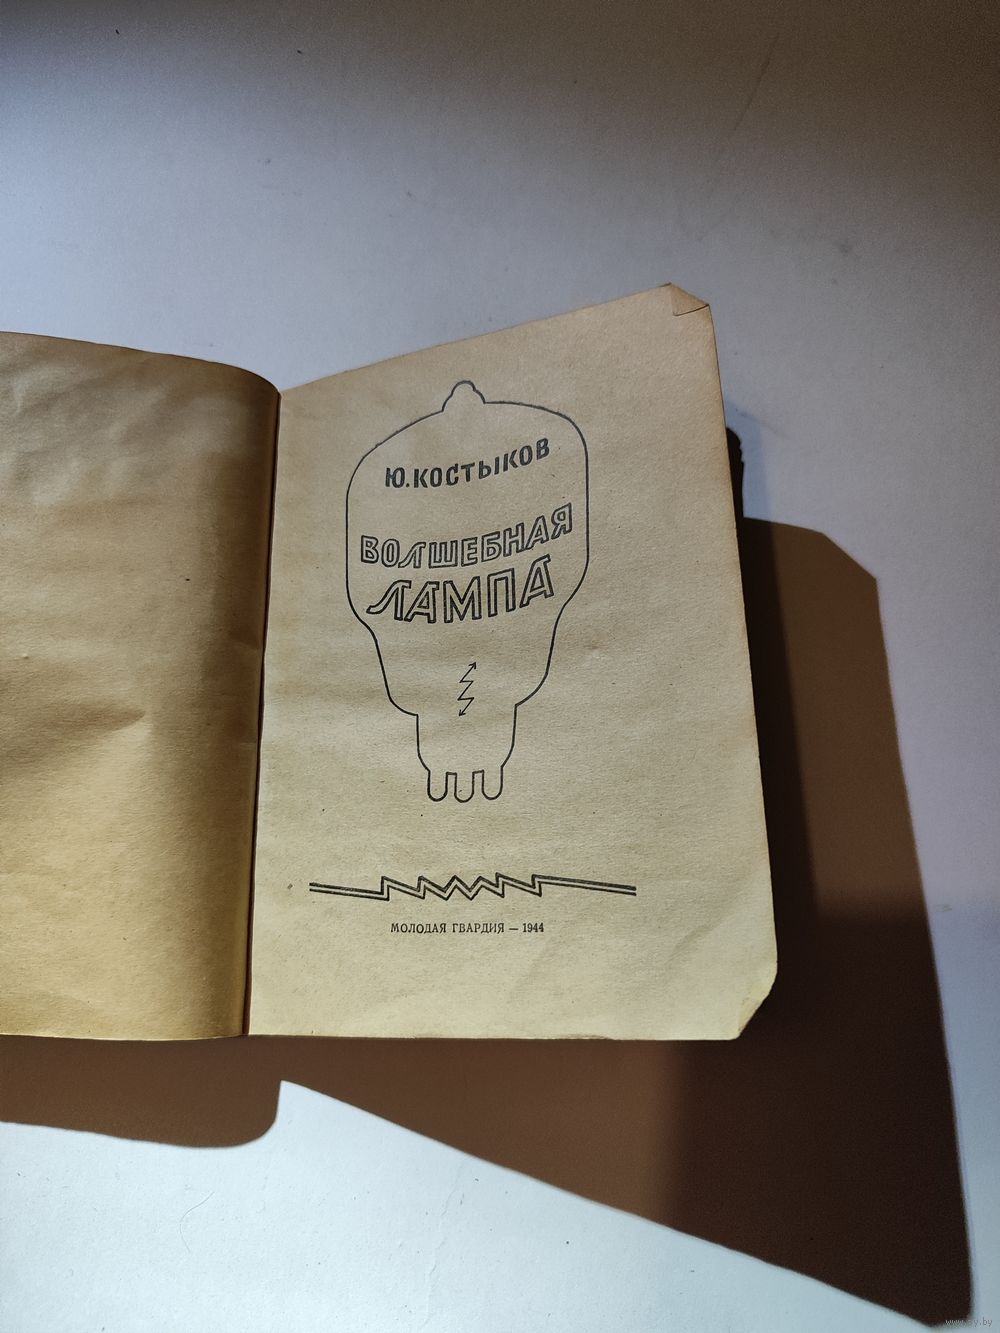 Ю. КОСТЫКОВ
ВОЛШЕБНАЯ
ЛАМПА
МОЛОДАЯ ГВАРДИЯ — 1944